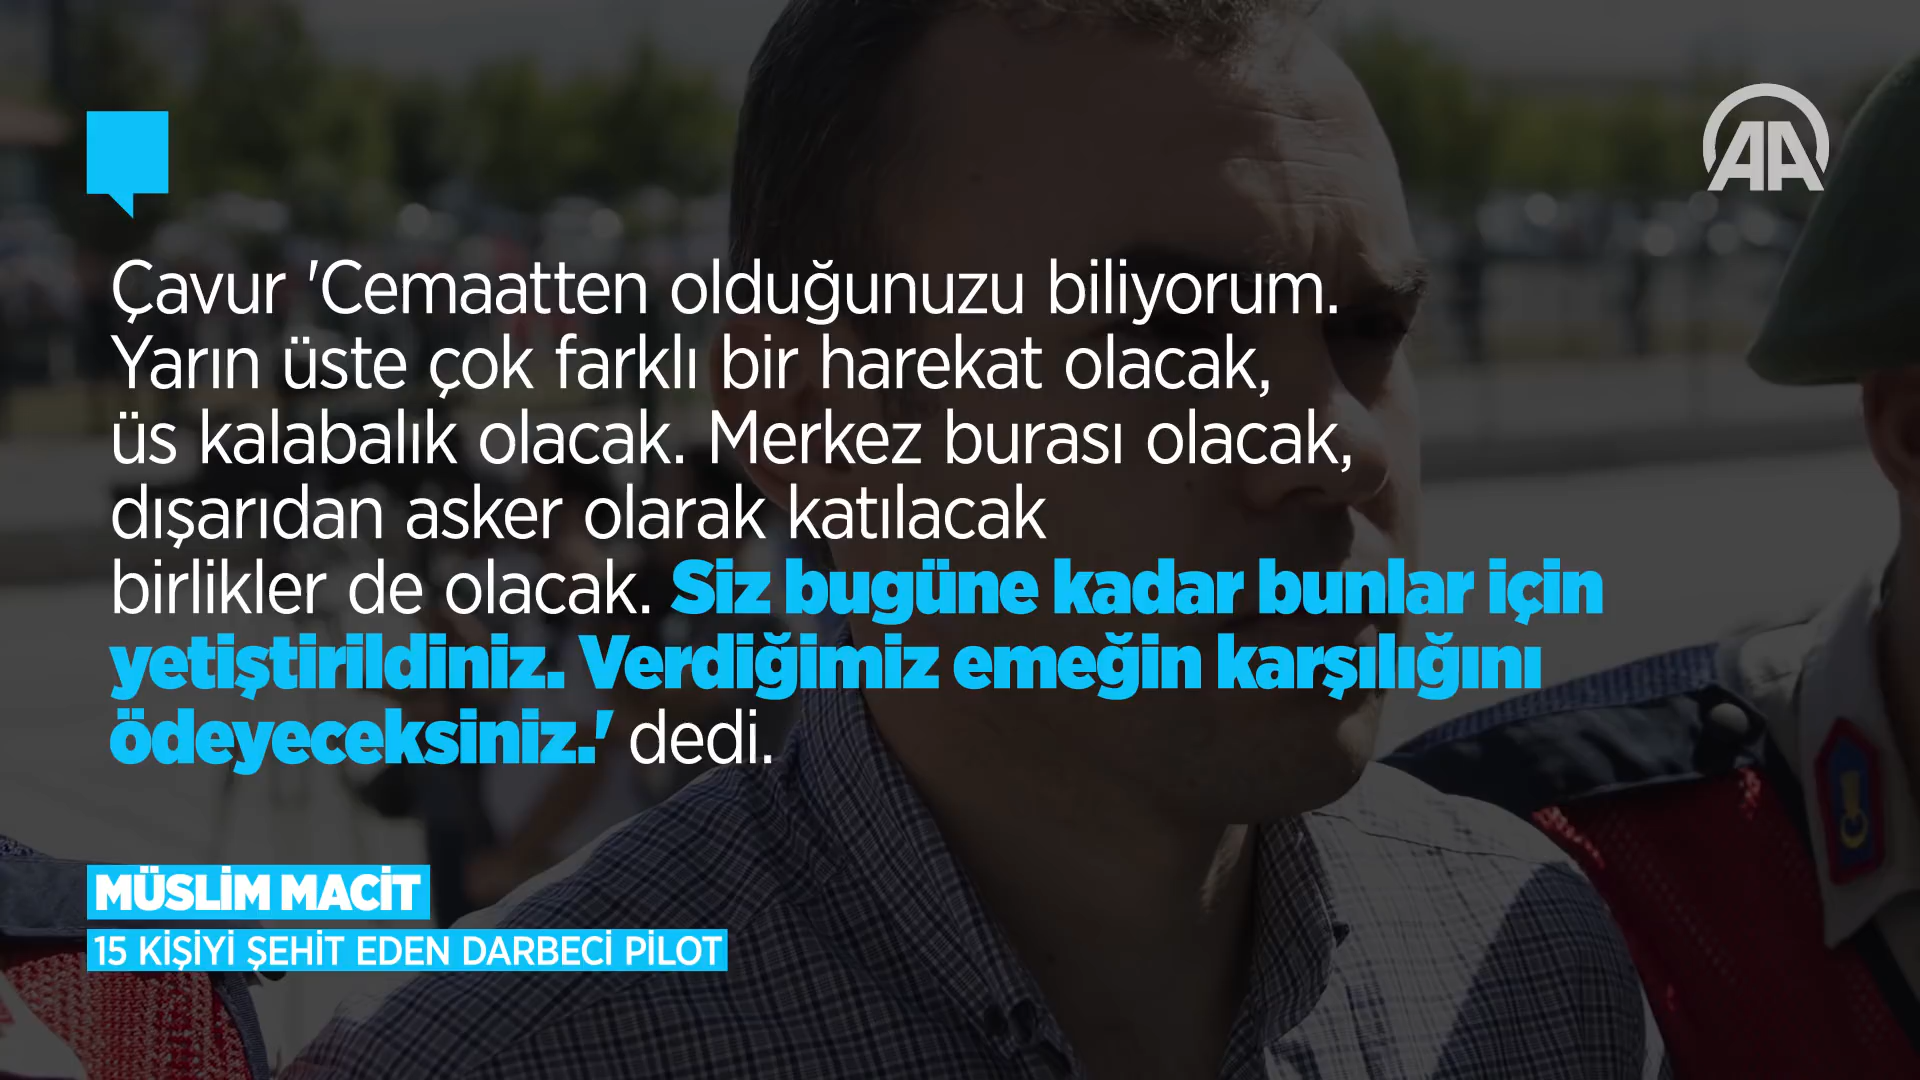 AA
Çavur 'Cemaatten olduğunuzu biliyorum.
Yarın üste çok farklı bir harekat olacak,
üs kalabalık olacak. Merkez burası olacak,
dışarıdan asker olarak katılacak
birlikler de olacak. Siz bugüne kadar bunlar için
yetiştirildiniz. Verdiğimiz emeğin karşılığını
ödeyeceksiniz.' dedi.
MÜSLİM MACİT
15 KİŞİYİ ŞEHİT EDEN DARBECİ PİLOT